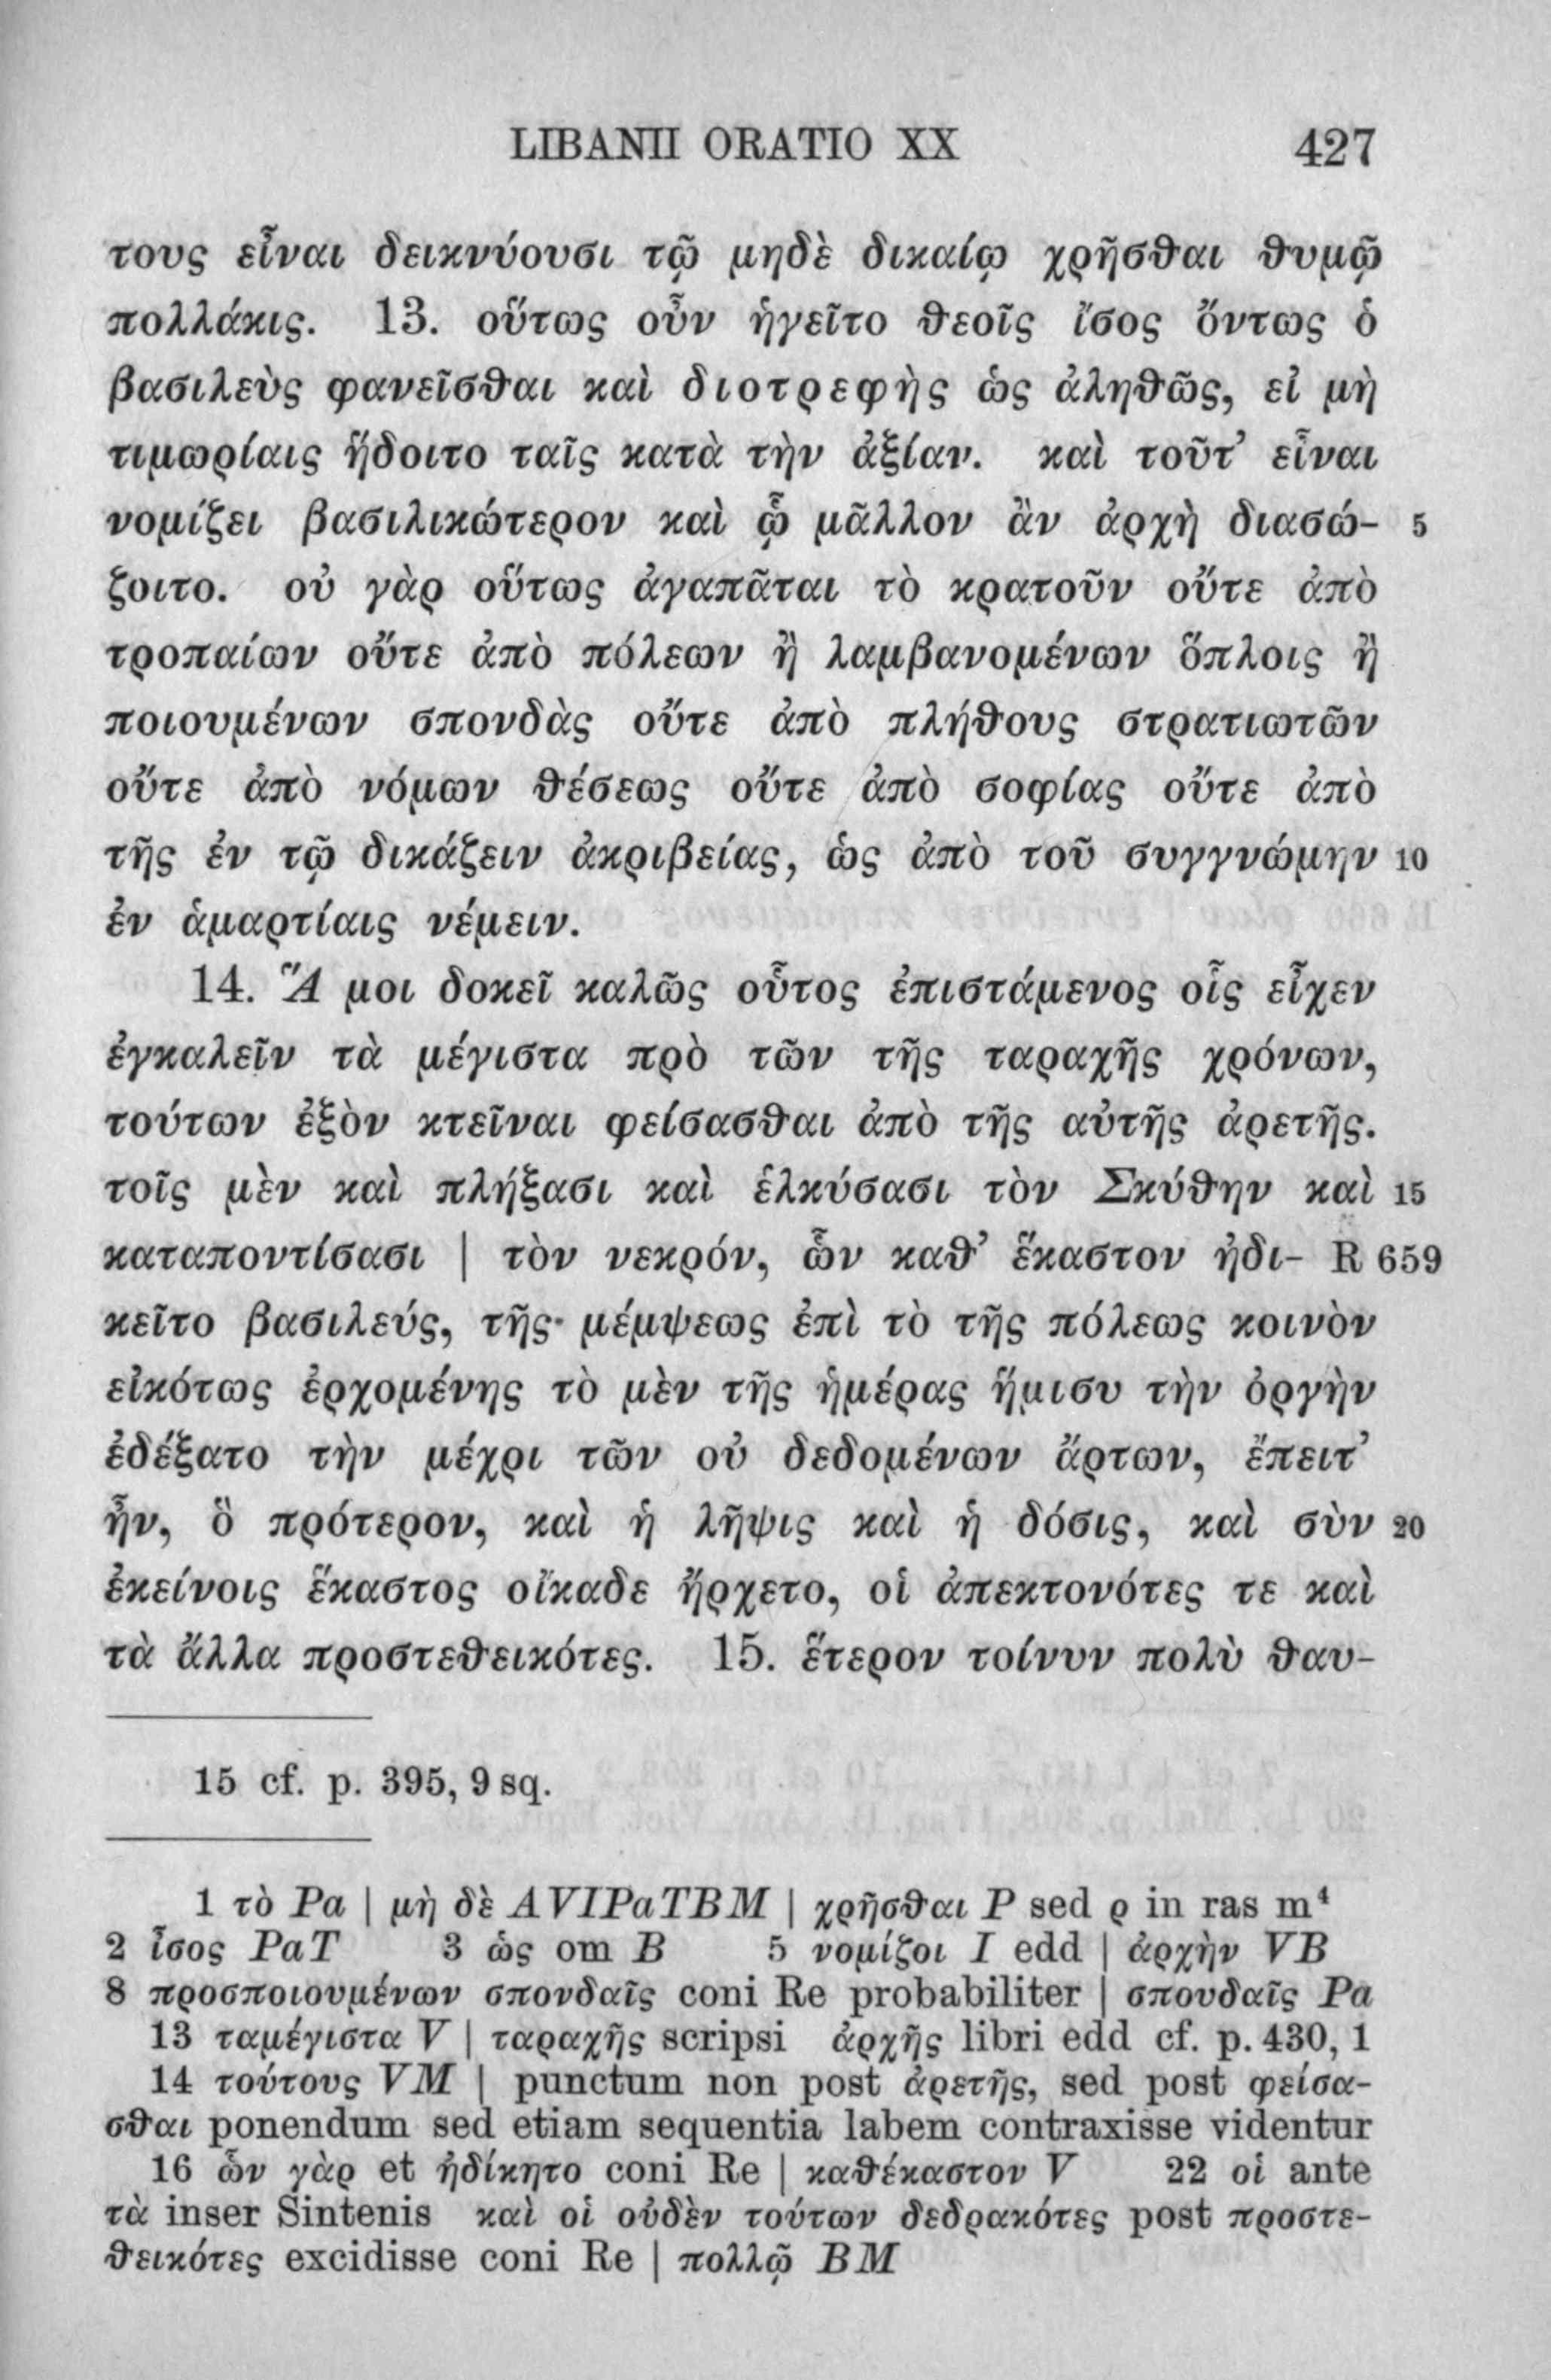 LIBANII ORATIO XX 427
τους εἶναι δεικνύουσι τῷ μηδὲ δικαίῳ χρῆσθαι θυμῷ
πολλάκις. 13. οὕτως οὖν ἡγεῖτο θεοῖς ἴσος ὄντως ὁ
βασιλεὺς φανεῖσθαι καὶ διοτρεφὴς ὡς ἀληθῶς, εἰ μὴ
τιμωρίαις ἥδοιτο ταῖς κατὰ τὴν ἀξίαν. καὶ τοῦτ’ εἶναι
νομίζει βασιλικώτερον καὶ ᾧ μᾶλλον ἂν ἀρχὴ διασώ- 5
ζοιτο. οὐ γὰρ οὕτως ἀγαπᾶται τὸ κρατοῦν οὔτε ἀπὸ
τροπαίων οὔτε ἀπὸ πόλεων ἢ λαμβανομένων ὅπλοις ἢ
ποιουμένων σπονδὰς οὔτε ἀπὸ πλήθους στρατιωτῶν
οὔτε ἀπὸ νόμων θέσεως οὔτε ἀπὸ σοφίας οὔτε ἀπὸ
τῆς ἐν τῷ δικάζειν ἀκριβείας, ὡς ἀπὸ τοῦ συγγνώμην 10
ἐν ἁμαρτίαις νέμειν.
14. Ἅ μοι δοκεῖ καλῶς οὗτος ἐπιστάμενος οἷς εἶχεν
ἐγκαλεῖν τὰ μέγιστα πρὸ τῶν τῆς ταραχῆς χρόνων,
τούτων ἐξὸν κτεῖναι φείσασθαι ἀπὸ τῆς αὐτῆς ἀρετῆς.
τοῖς μὲν καὶ πλήξασι καὶ ἑλκύσασι τὸν Σκύθην καὶ 15
καταποντίσασι | τὸν νεκρόν, ὧν καθ’ ἕκαστον ἠδι- R 659
κεῖτο βασιλεύς, τῆς μέμψεως ἐπὶ τὸ τῆς πόλεως κοινὸν
εἰκότως ἐρχομένης τὸ μὲν τῆς ἡμέρας ἥμισυ τὴν ὀργὴν
ἐδέξατο τὴν μέχρι τῶν οὐ δεδομένων ἄρτων, ἔπειτ’
ἦν, ὃ πρότερον, καὶ ἡ λῆψις καὶ ἡ δόσις, καὶ σὺν 20
ἐκείνοις ἕκαστος οἴκαδε ἤρχετο, οἱ ἀπεκτονότες τε καὶ
τὰ ἄλλα προστεθεικότες. 15. ἕτερον τοίνυν πολὺ θαυ-
15 cf. p. 395, 9 sq.
1 τὸ Pa | μὴ δὲ AVIPaTBM | χρῆσθαι P sed ρ in ras m⁴
2 ἶσος PaT 3 ὡς om B 5 νομίζοι I edd | ἀρχὴν VB
8 προσποιουμένων σπονδαῖς coni Re probabiliter | σπουδαῖς Pa
13 ταμέγιστα V | ταραχῆς scripsi ἀρχῆς libri edd cf. p. 430, 1
14 τούτους VM | punctum non post ἀρετῆς, sed post φείσα-
σθαι ponendum sed etiam sequentia labem contraxisse videntur
16 ὧν γὰρ et ἠδίκητο coni Re | καθέκαστον V 22 οἱ ante
τὰ inser Sintenis καὶ οἱ οὐδὲν τούτων δεδρακότες post προστε-
θεικότες excidisse coni Re | πολλῷ BM